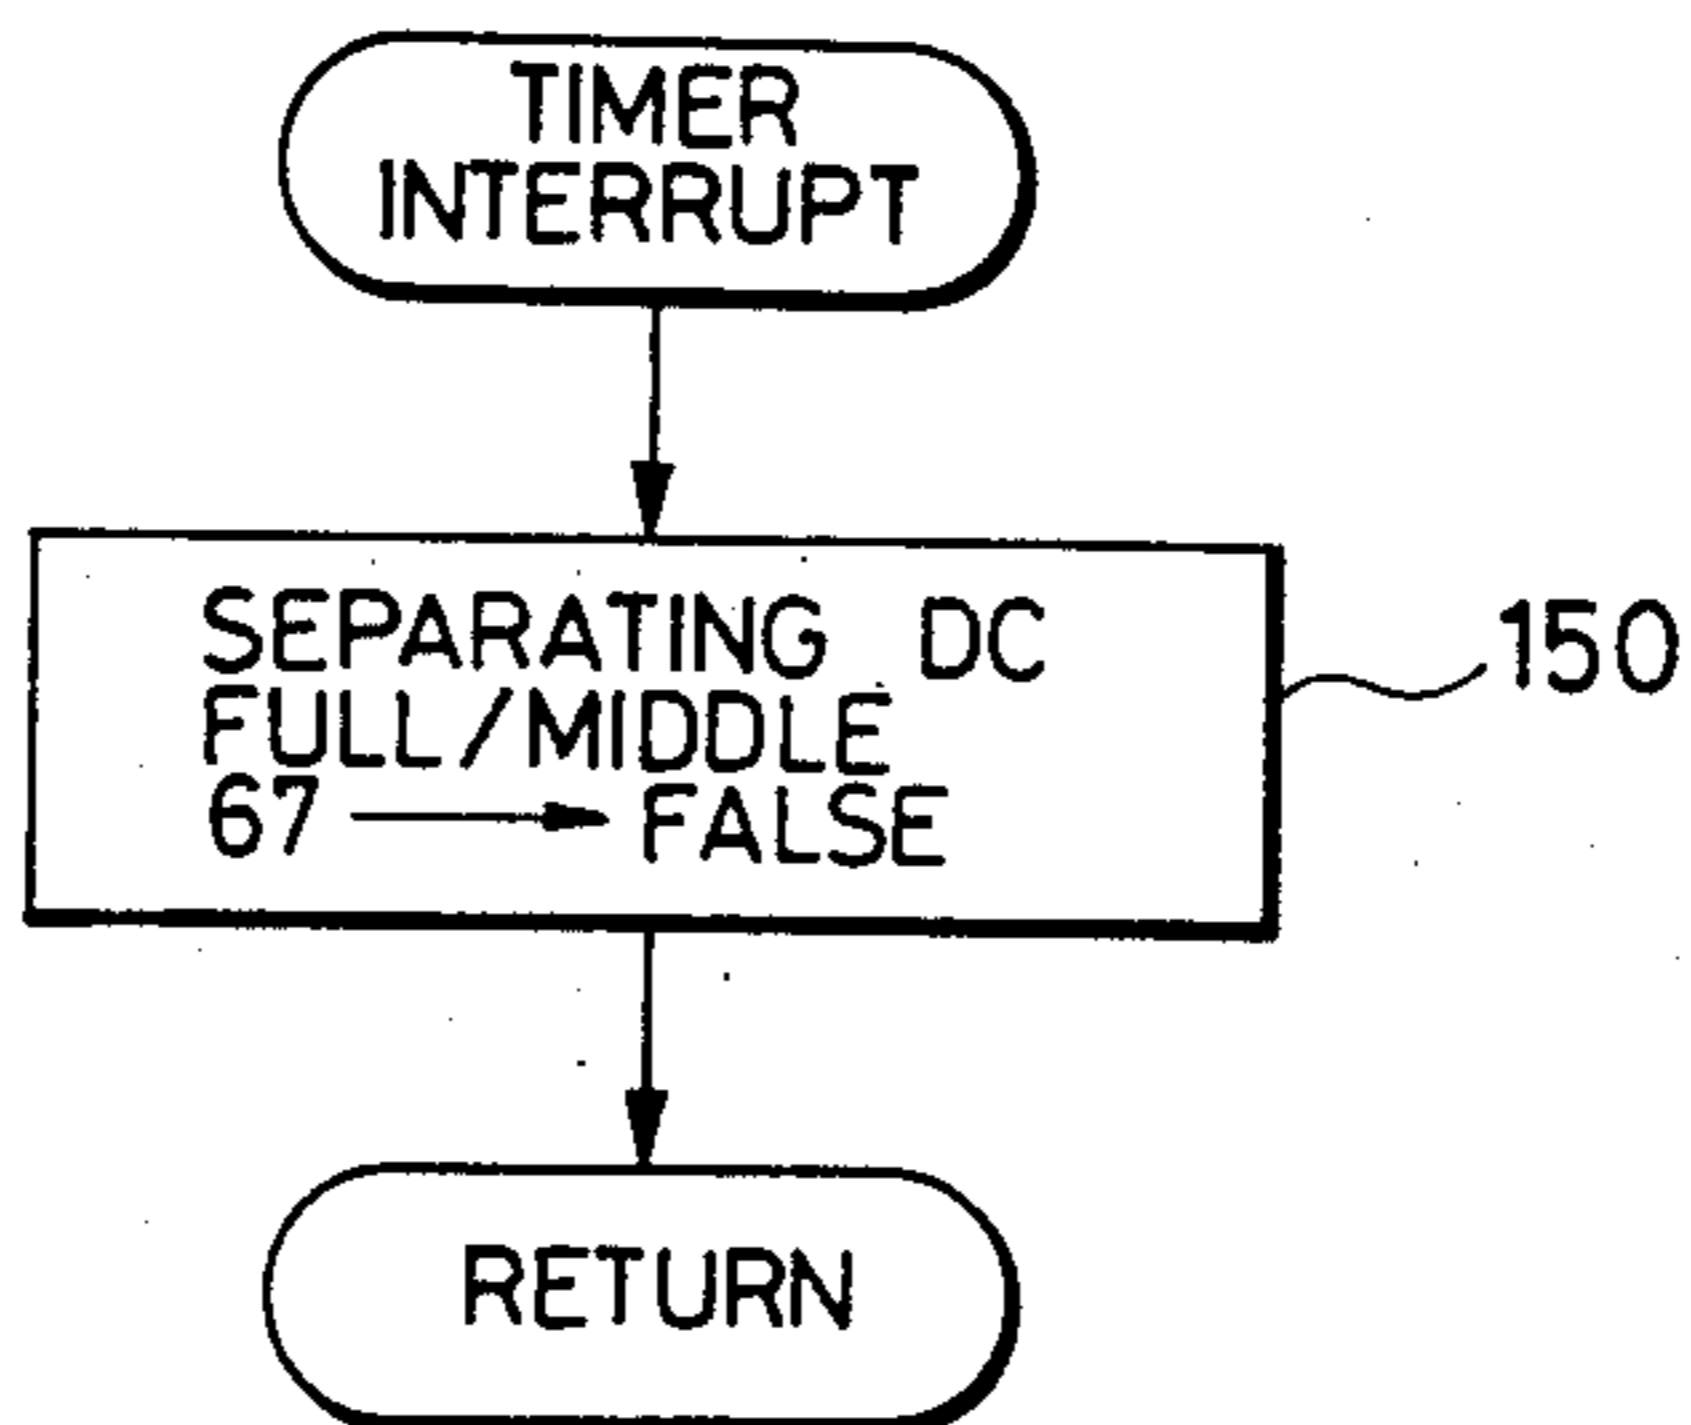 TIMER
INTERRUPT
SEPARATING DC
FULL/MIDDLE
67 → FALSE
150
RETURN